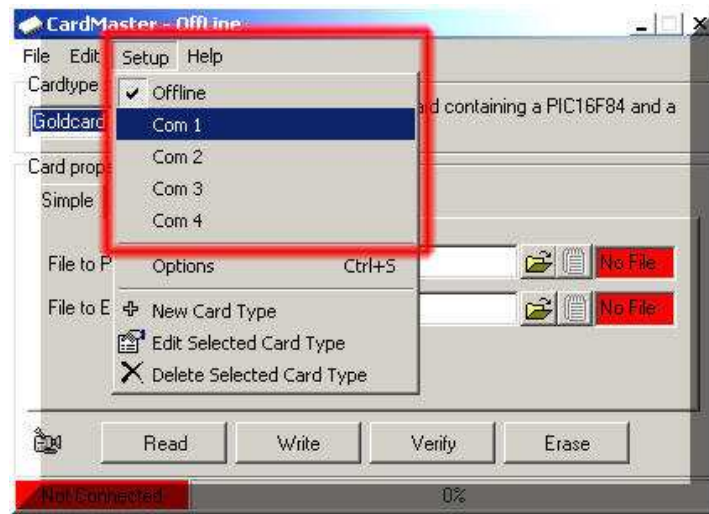 CardMaster - OffLine
File Edit Setup Help
Cardtype
Goldcard
rd containing a PIC16F84 and a
Offline
Com 1
Com 2
Com 3
Com 4
Card prop
Simple
Options Ctrl+S
File to P
No File
New Card Type
File to E
No File
Edit Selected Card Type
Delete Selected Card Type
Read Write Verify Erase
Not Connected 0%